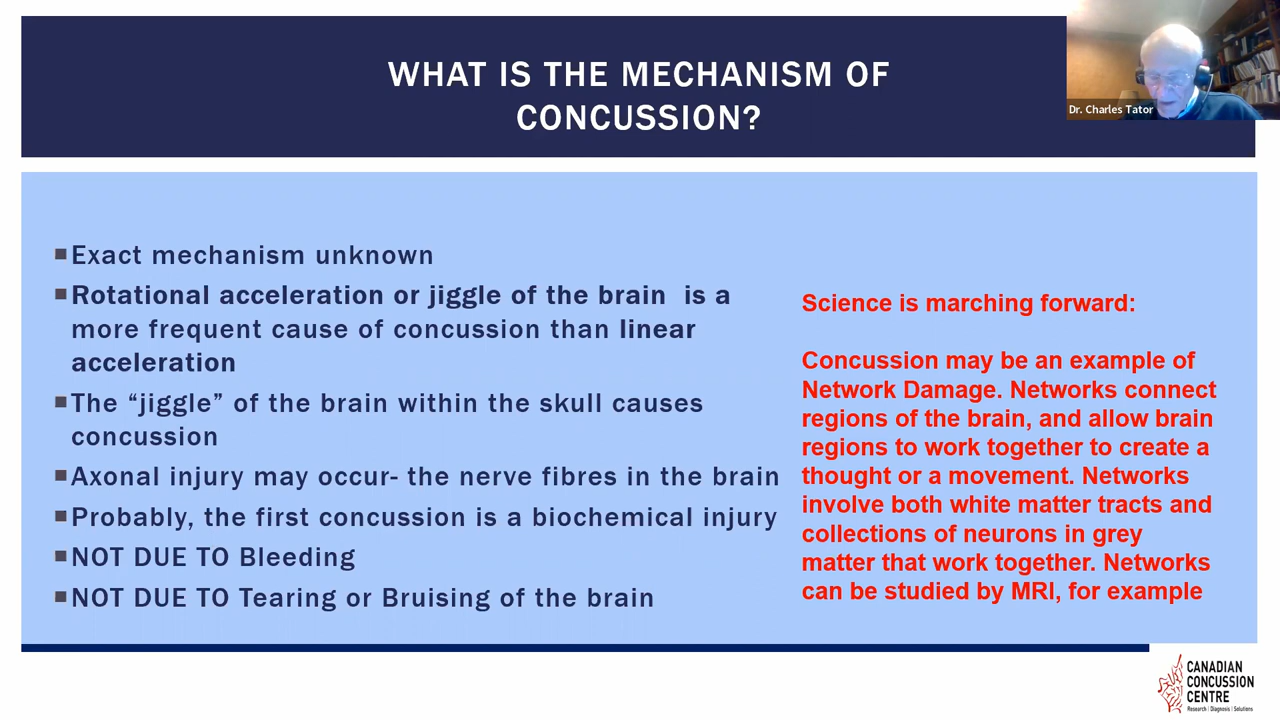 WHAT IS THE MECHANISM OF
CONCUSSION?
Dr. Charles Tator
Exact mechanism unknown
Rotational acceleration or jiggle of the brain is a
more frequent cause of concussion than linear
acceleration
The “jiggle” of the brain within the skull causes
concussion
Axonal injury may occur- the nerve fibres in the brain
Probably, the first concussion is a biochemical injury
NOT DUE TO Bleeding
NOT DUE TO Tearing or Bruising of the brain
Science is marching forward:
Concussion may be an example of
Network Damage. Networks connect
regions of the brain, and allow brain
regions to work together to create a
thought or a movement. Networks
involve both white matter tracts and
collections of neurons in grey
matter that work together. Networks
can be studied by MRI, for example
CANADIAN
CONCUSSION
CENTRE
Research | Diagnosis | Solutions